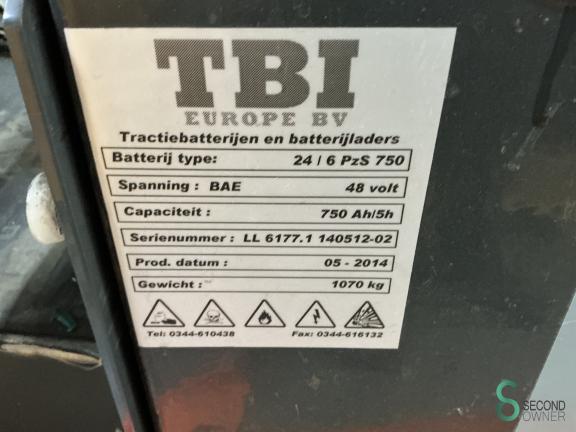 TBI
EUROPE BV
Tractiebatterijen en batterijladers
Batterij type: 24 / 6 PzS 750
Spanning : BAE 48 volt
Capaciteit : 750 Ah/5h
Serienummer : LL 6177.1 140512-02
Prod. datum : 05 - 2014
Gewicht : 1070 kg
Tel: 0344-610438 Fax: 0344-616132
SECOND
OWNER